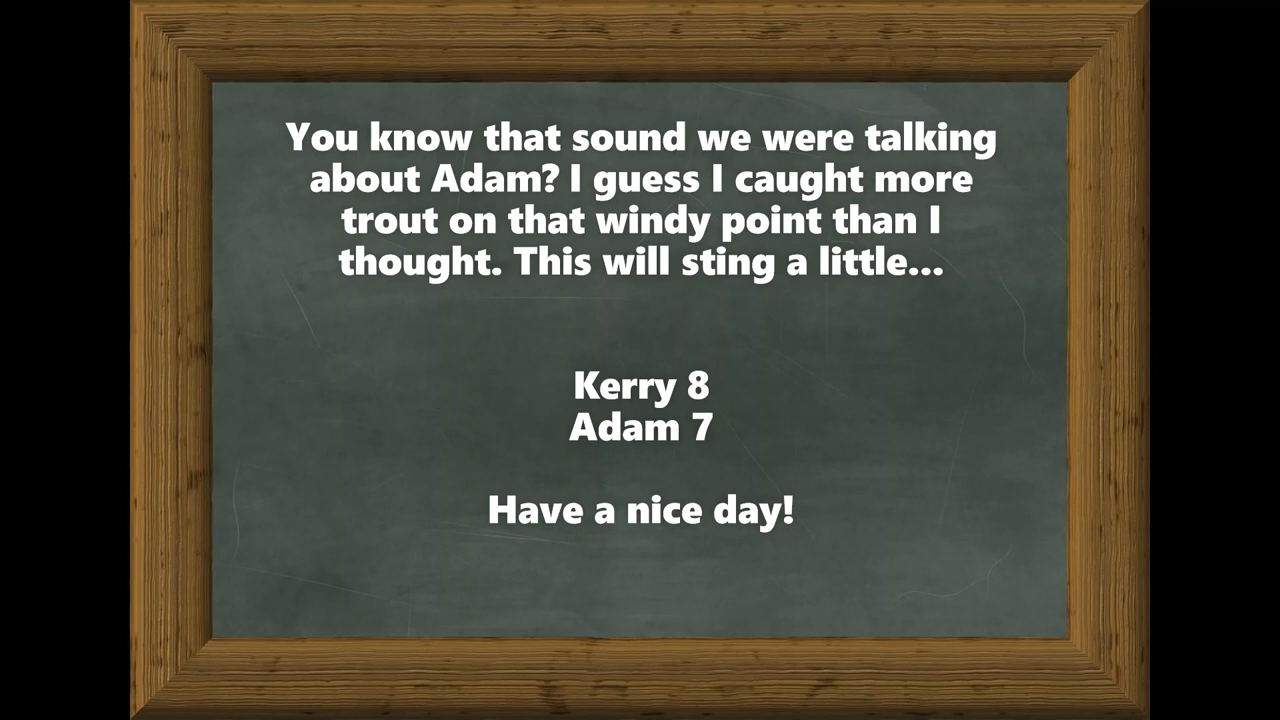 You know that sound we were talking
about Adam? I guess I caught more
trout on that windy point than I
thought. This will sting a little...
Kerry 8
Adam 7
Have a nice day!